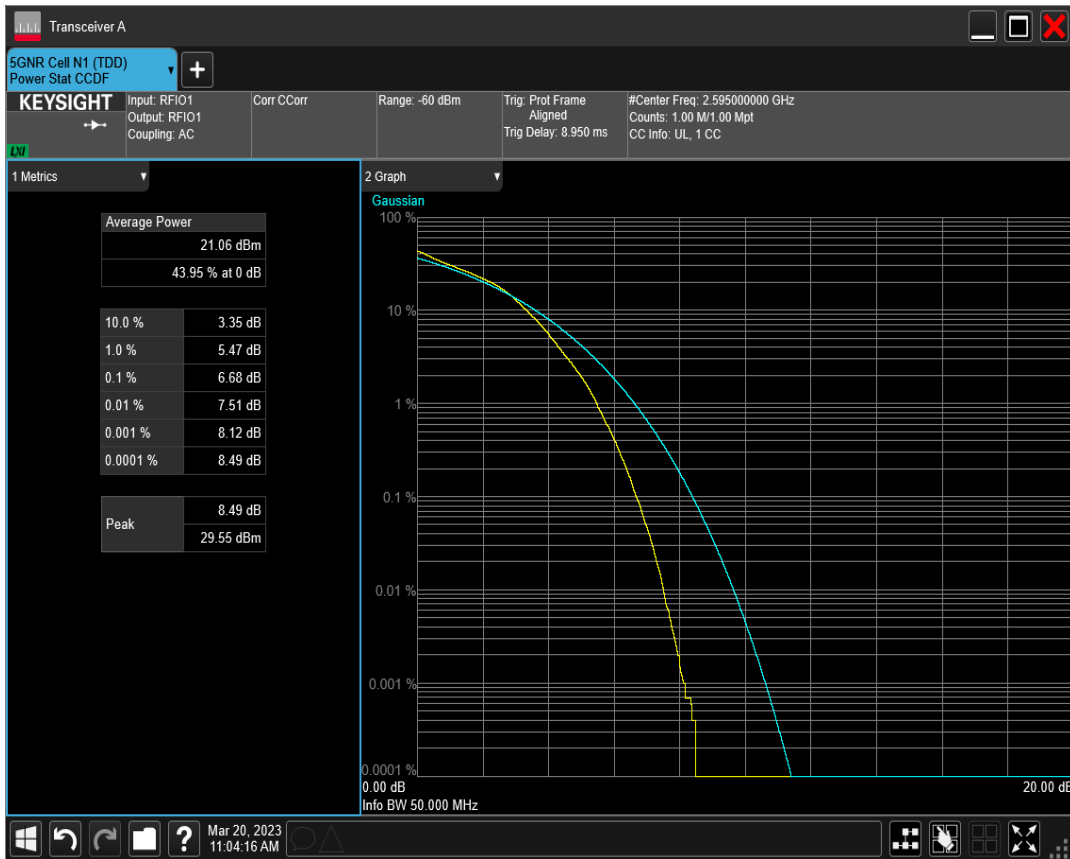 Transceiver A
5GNR Cell N1 (TDD)
Power Stat CCDF
+
KEYSIGHT
LXI
Input: RFIO1
Output: RFIO1
Coupling: AC
Corr CCorr
Range: -60 dBm
Trig: Prot Frame
Aligned
Trig Delay: 8.950 ms
#Center Freq: 2.595000000 GHz
Counts: 1.00 M/1.00 Mpt
CC Info: UL, 1 CC
1 Metrics
Average Power
21.06 dBm
43.95 % at 0 dB
10.0 % 3.35 dB
1.0 % 5.47 dB
0.1 % 6.68 dB
0.01 % 7.51 dB
0.001 % 8.12 dB
0.0001 % 8.49 dB
Peak
8.49 dB
29.55 dBm
2 Graph
Gaussian
100 %
10 %
1 %
0.1 %
0.01 %
0.001 %
0.0001 %
0.00 dB 20.00 dB
Info BW 50.000 MHz
?
Mar 20, 2023
11:04:16 AM